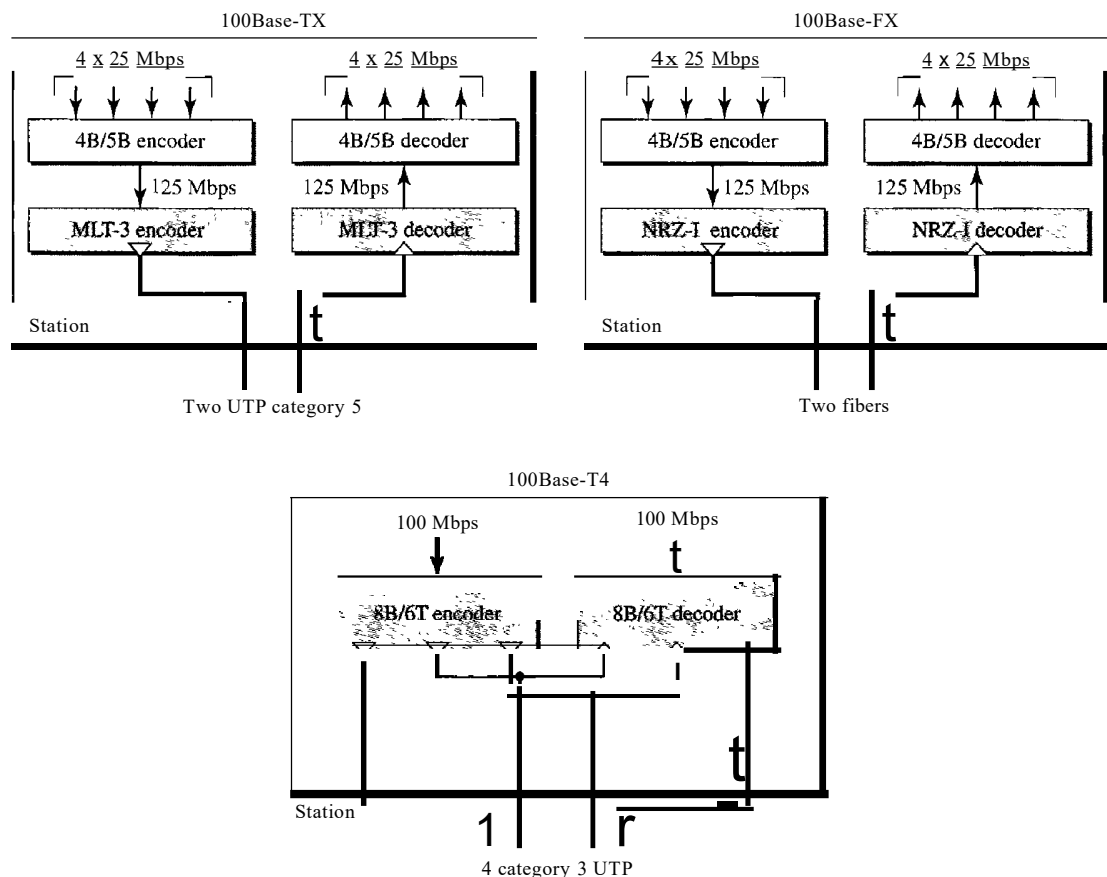 100Base-TX
4 x 25 Mbps
4 x 25 Mbps
4B/5B encoder
4B/5B decoder
125 Mbps
125 Mbps
MLT-3 encoder
MLT-3 decoder
t
Station
Two UTP category 5
100Base-FX
4x 25 Mbps
4 x 25 Mbps
4B/5B encoder
4B/5B decoder
125 Mbps
125 Mbps
NRZ-I encoder
NRZ-I decoder
t
Station
Two fibers
100Base-T4
100 Mbps
100 Mbps
t
8B/6T encoder
8B/6T decoder
t
Station
1 r
4 category 3 UTP